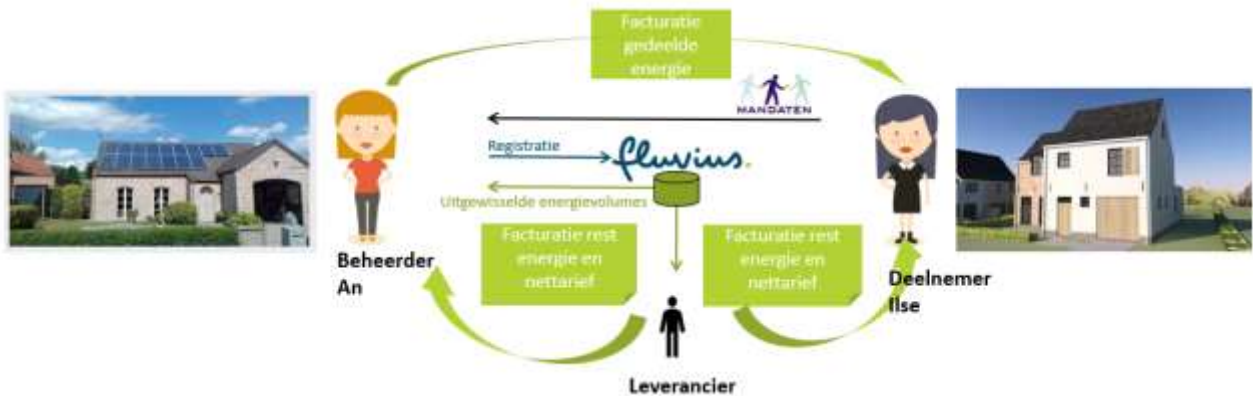 Facturatie
gedeelde
energie
MANDATEN
Registratie
fluvius.
Uitgewisselde energievolumes
Facturatie rest
energie en
nettarief
Facturatie rest
energie en
nettarief
Beheerder
An
Deelnemer
Ilse
Leverancier